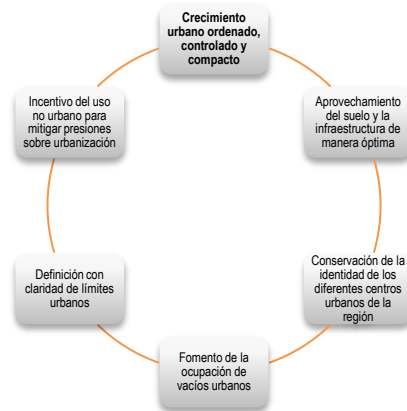 Crecimiento
urbano ordenado,
controlado y
compacto
Aprovechamiento
del suelo y la
infraestructura de
manera óptima
Conservación de la
identidad de los
diferentes centros
urbanos de la
región
Fomento de la
ocupación de
vacíos urbanos
Definición con
claridad de límites
urbanos
Incentivo del uso
no urbano para
mitigar presiones
sobre urbanización